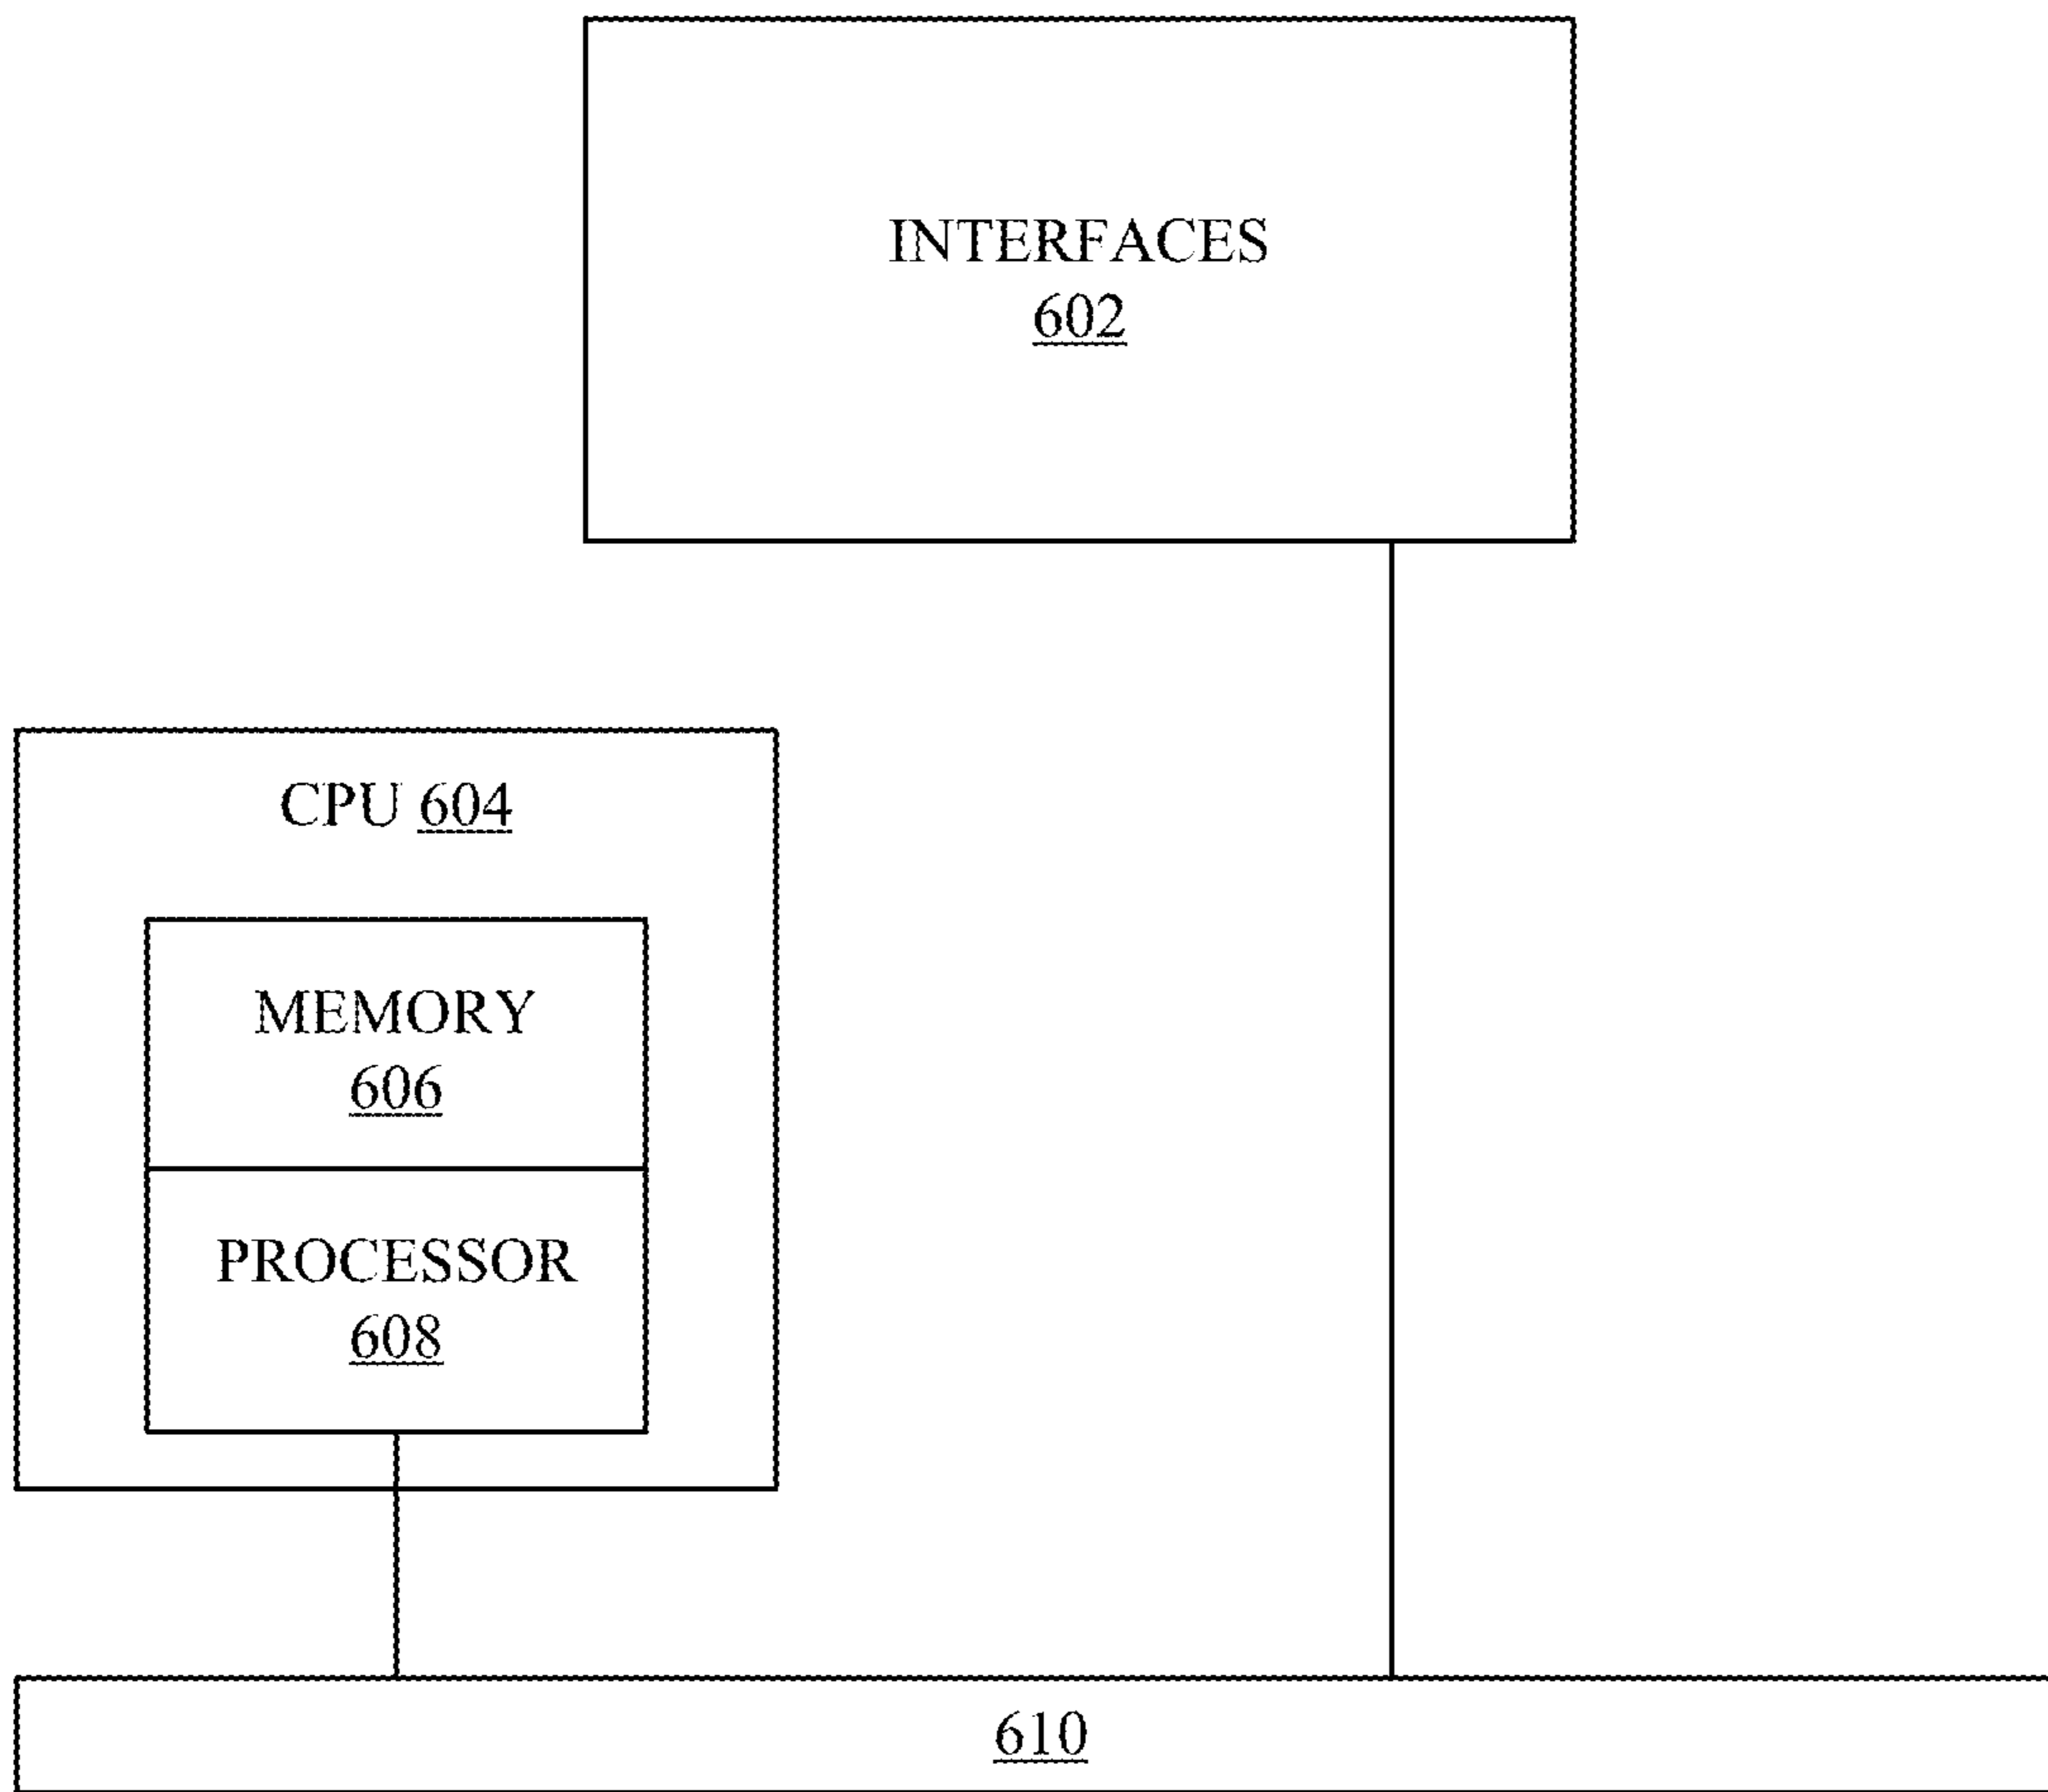 INTERFACES
602
CPU 604
MEMORY
606
PROCESSOR
608
610